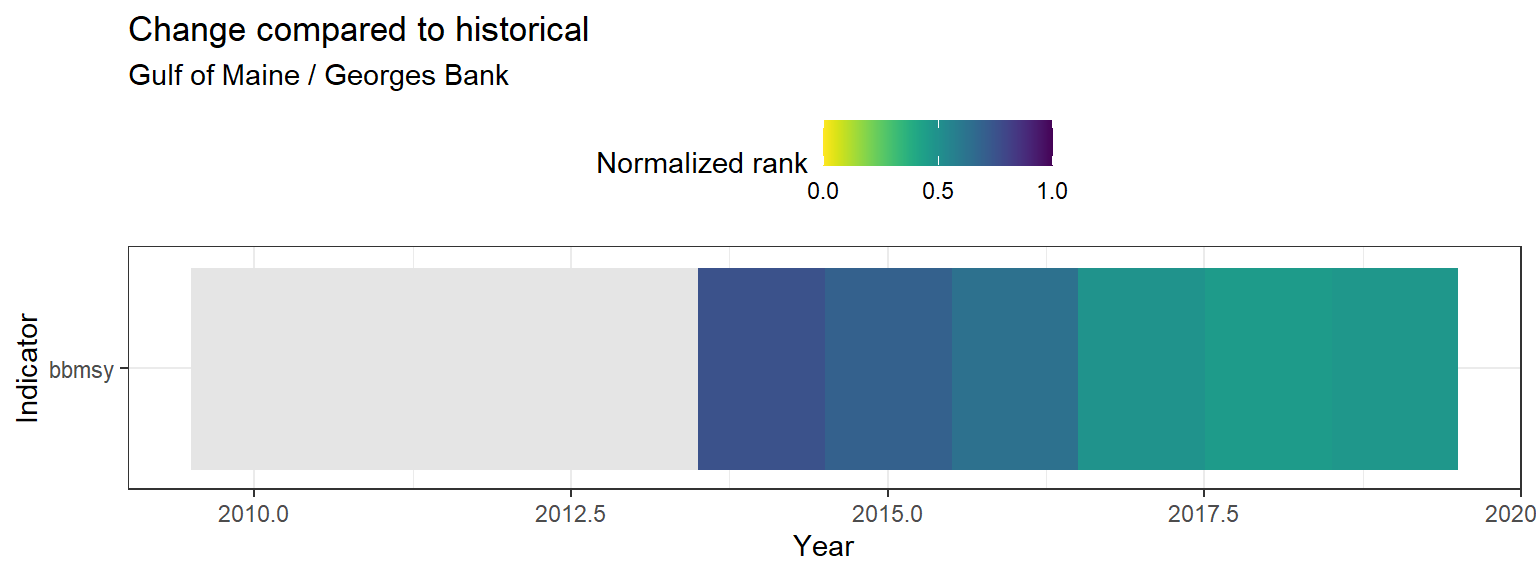 Change compared to historical
Gulf of Maine / Georges Bank
Normalized rank
0.0 0.5 1.0
Indicator
bbmsy
2010.0 2012.5 2015.0 2017.5 2020
Year